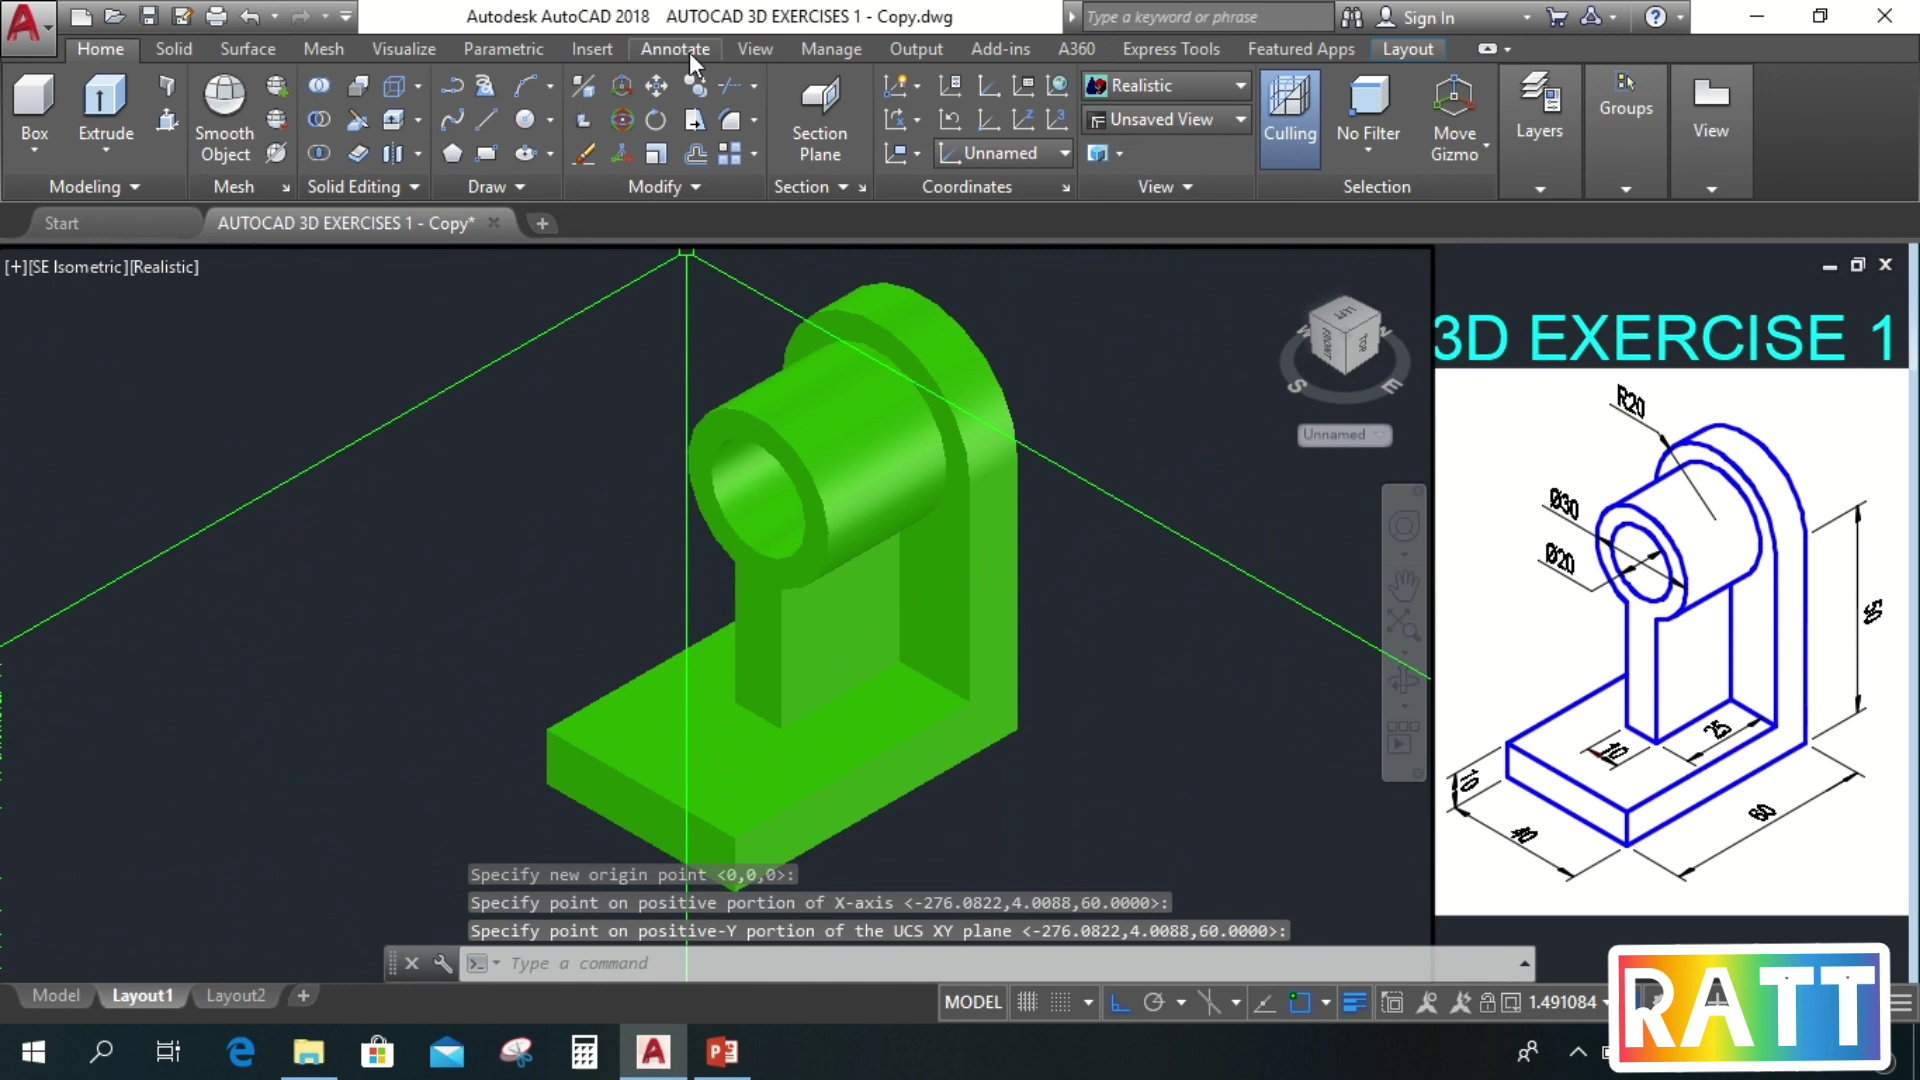 Autodesk AutoCAD 2018 AUTOCAD 3D EXERCISES 1 - Copy.dwg
Type a keyword or phrase
Sign In
Home Solid Surface Mesh Visualize Parametric Insert Annotate View Manage Output Add-ins A360 Express Tools Featured Apps Layout
Box
Extrude
Smooth Object
Section Plane
Realistic
Unsaved View
Unnamed
Culling
No Filter
Move Gizmo
Layers
Groups
View
Modeling
Mesh
Solid Editing
Draw
Modify
Section
Coordinates
View
Selection
Start
AUTOCAD 3D EXERCISES 1 - Copy*
[+][SE Isometric][Realistic]
LEFT
FRONT
TOP
W
N
S
E
Unnamed
3D EXERCISE 1
R20
Ø30
Ø20
50
25
10
10
40
60
Specify new origin point <0,0,0>:
Specify point on positive portion of X-axis <-276.0822,4.0088,60.0000>:
Specify point on positive-Y portion of the UCS XY plane <-276.0822,4.0088,60.0000>:
Type a command
Model
Layout1
Layout2
MODEL
1.491084
RATT